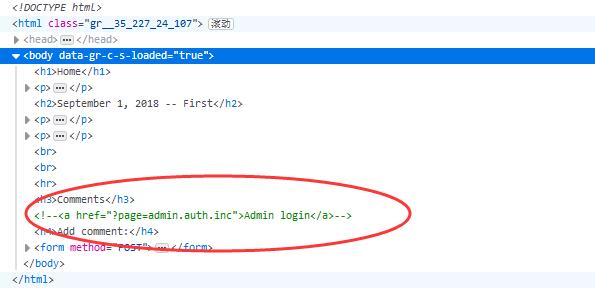 <!DOCTYPE html>
<html class="gr__35_227_24_107"> 滚动
<head> ••• </head>
<body data-gr-c-s-loaded="true">
<h1>Home</h1>
<p> ••• </p>
<h2>September 1, 2018 -- First</h2>
<p> ••• </p>
<p> ••• </p>
<br>
<br>
<hr>
<h3>Comments</h3>
<!--<a href="?page=admin.auth.inc">Admin login</a>-->
<h4>Add comment:</h4>
<form method="POST"> ••• </form>
</body>
</html>